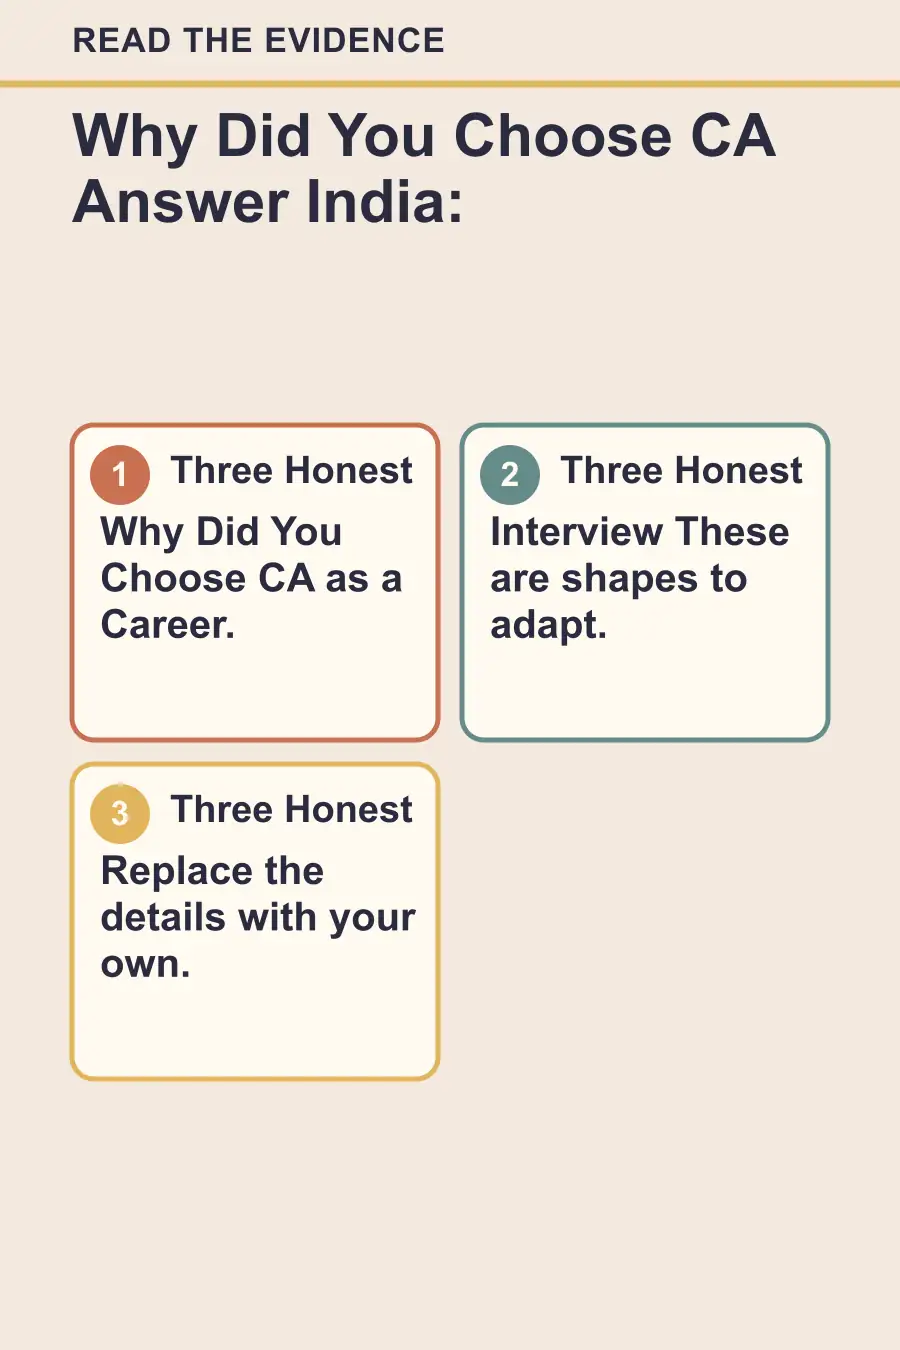 READ THE EVIDENCE
Why Did You Choose CA
Answer India:
1 Three Honest
Why Did You
Choose CA as a
Career.
2 Three Honest
Interview These
are shapes to
adapt.
3 Three Honest
Replace the
details with your
own.